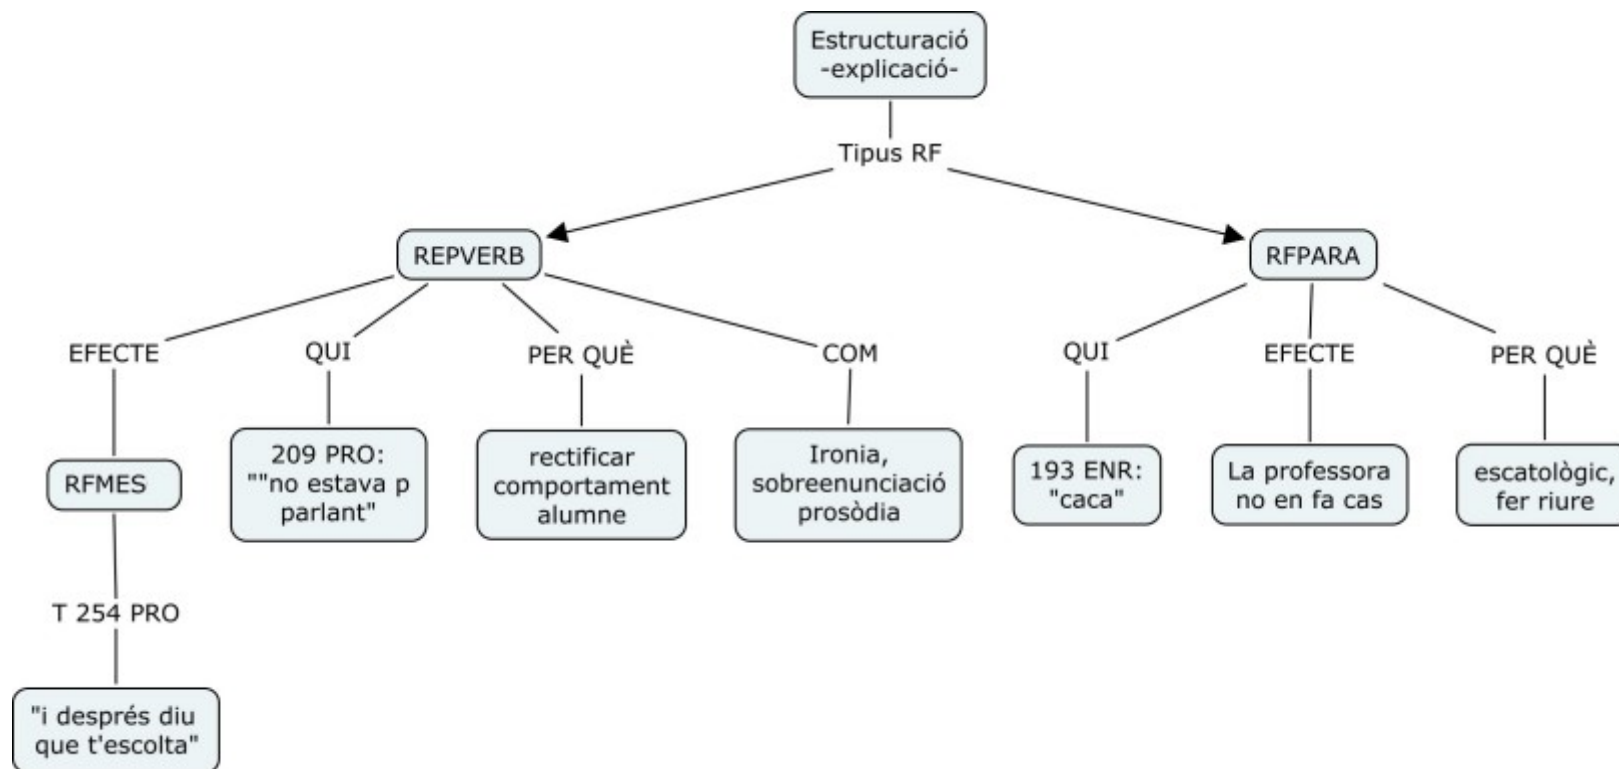 Estructuració
-explicació-
Tipus RF
REPVERB
RFPARA
EFECTE
QUI
PER QUÈ
COM
QUI
EFECTE
PER QUÈ
RFMES
209 PRO:
""no estava p
parlant"
rectificar
comportament
alumne
Ironia,
sobreenunciació
prosòdia
193 ENR:
"caca"
La professora
no en fa cas
escatològic,
fer riure
T 254 PRO
"i després diu
que t'escolta"